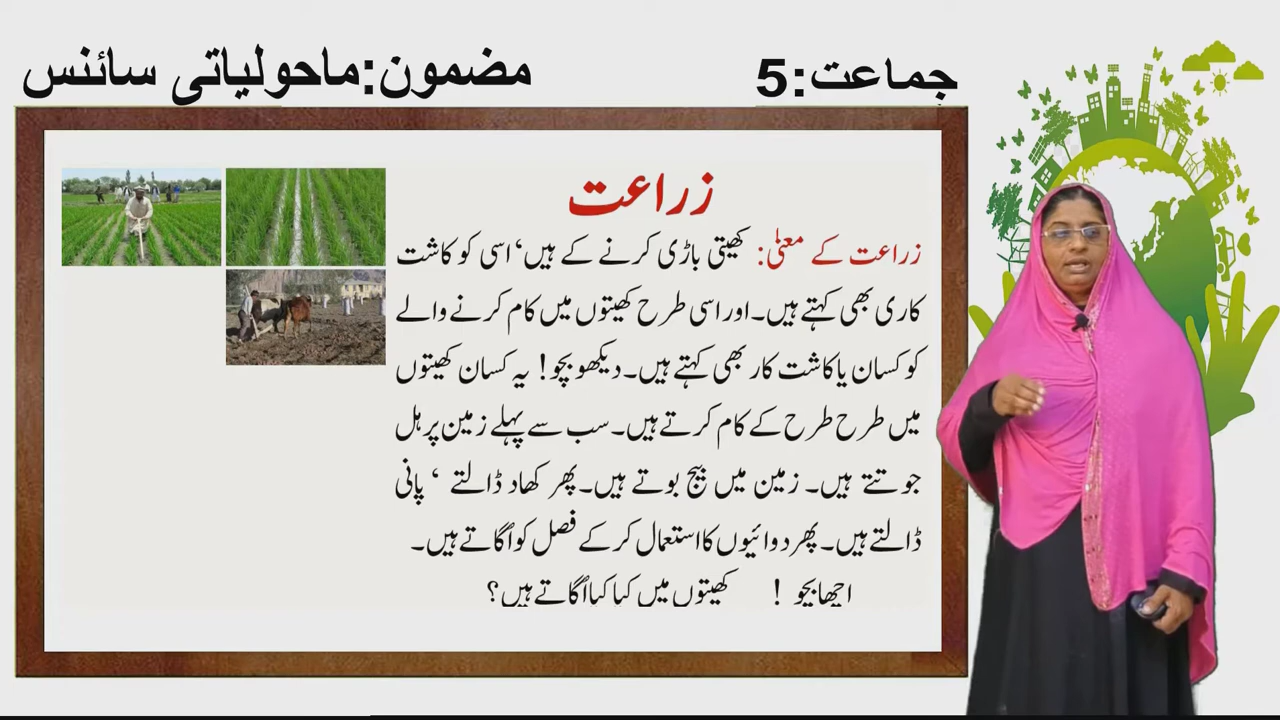 جماعت:5
مضمون:ماحولیاتی سائنس
زراعت
زراعت کے معنیٰ: کھیتی باڑی کرنے کے ہیں‘ اسی کو کاشت
کاری بھی کہتے ہیں۔اور اسی طرح کھیتوں میں کام کرنے والے
کو کسان یا کاشت کار بھی کہتے ہیں۔دیکھو بچو! یہ کسان کھیتوں
میں طرح طرح کے کام کرتے ہیں۔سب سے پہلے زمین پر ہل
جوتتے ہیں۔ زمین میں بیج بوتے ہیں۔پھر کھاد ڈالتے ‘ پانی
ڈالتے ہیں۔پھر دوائیوں کا استعمال کرکے فصل کو اُگاتے ہیں۔
اچھا بچو ! کھیتوں میں کیا کیا اُگاتے ہیں؟